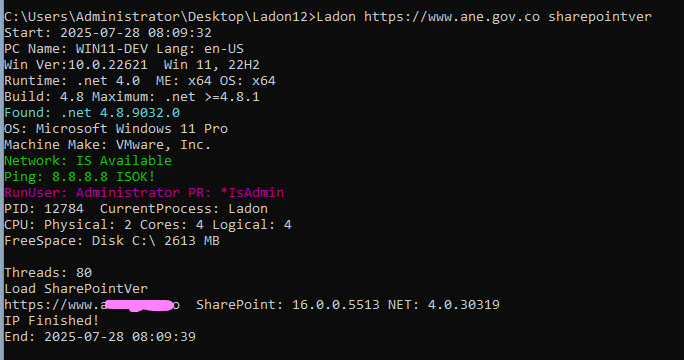 C:\Users\Administrator\Desktop\Ladon12>Ladon https://www.ane.gov.co sharepointver
Start: 2025-07-28 08:09:32
PC Name: WIN11-DEV Lang: en-US
Win Ver:10.0.22621  Win 11, 22H2
Runtime: .net 4.0  ME: x64 OS: x64
Build: 4.8 Maximum: .net >=4.8.1
Found: .net 4.8.9032.0
OS: Microsoft Windows 11 Pro
Machine Make: VMware, Inc.
Network: IS Available
Ping: 8.8.8.8 ISOK!
RunUser: Administrator PR: *IsAdmin
PID: 12784  CurrentProcess: Ladon
CPU: Physical: 2 Cores: 4 Logical: 4
FreeSpace: Disk C:\ 2613 MB
Threads: 80
Load SharePointVer
https://www.a o  SharePoint: 16.0.0.5513 NET: 4.0.30319
IP Finished!
End: 2025-07-28 08:09:39